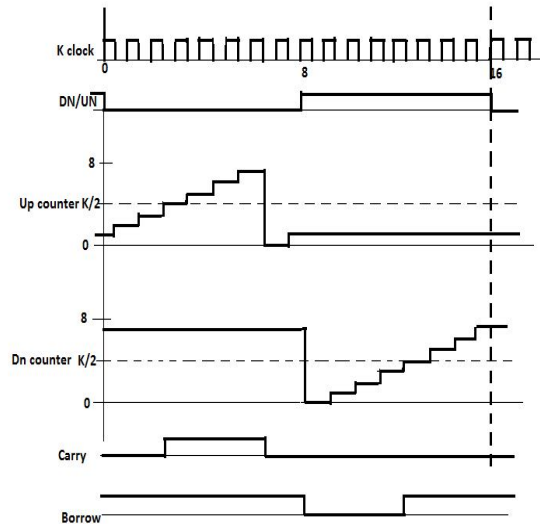 K clock
0
8
16
DN/UN
8
Up counter K/2
0
8
Dn counter K/2
0
Carry
Borrow